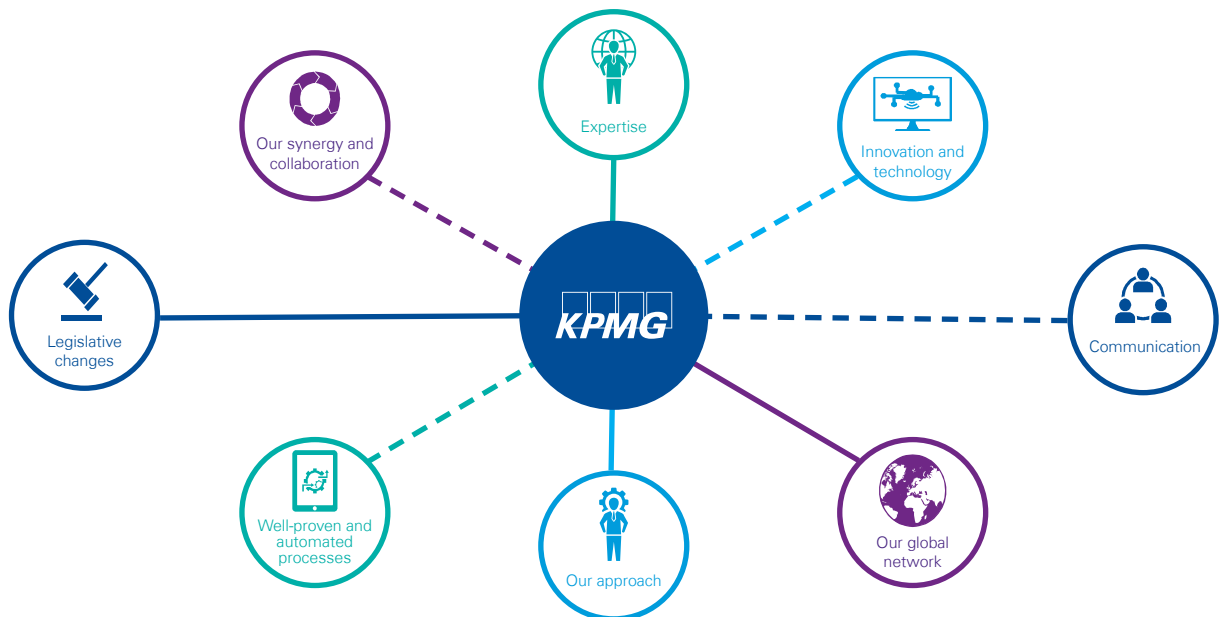 Expertise
Our synergy and
collaboration
Innovation and
technology
Legislative
changes
KPMG
Communication
Well-proven and
automated
processes
Our approach
Our global
network